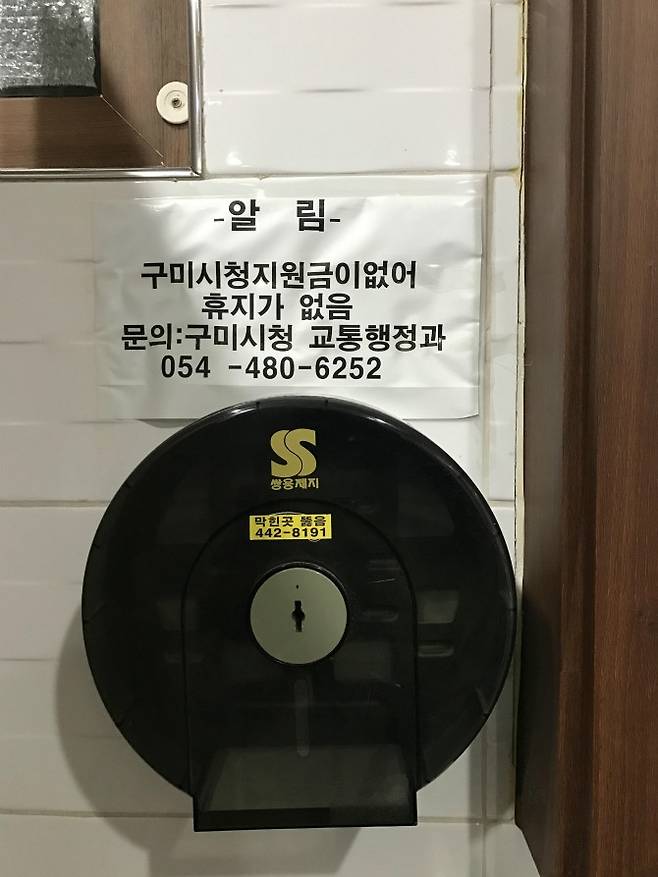 -알 림-
구미시청지원금이없어
휴지가 없음
문의:구미시청 교통행정과
054 -480-6252
SS
쌍용제지
막힌곳 뚫음
442-8191